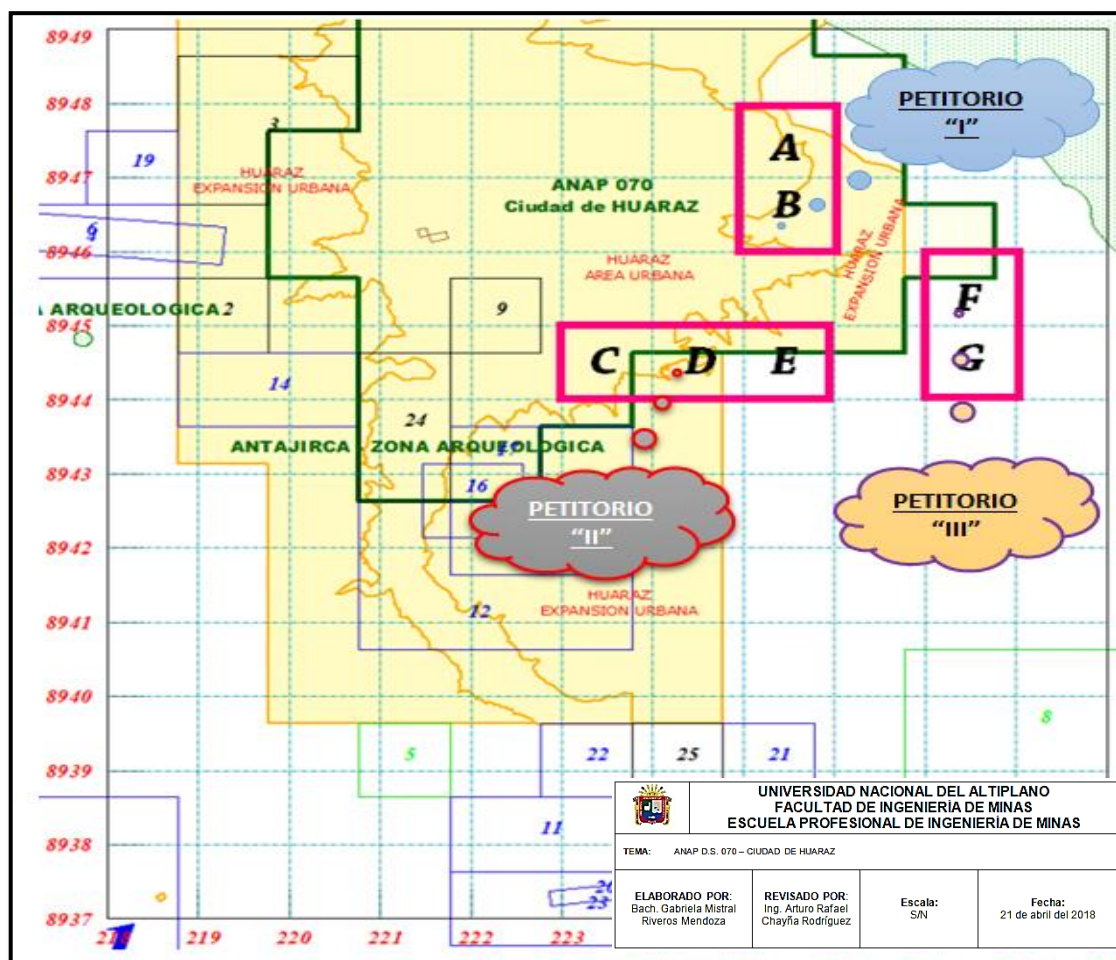 8949
8948
PETITORIO
“I”
3
A
19
8947
HUARAZ
EXPANSION URBANA
ANAP 070
Ciudad de HUARAZ
B
6
8946
HUARAZ
AREA URBANA
HUARAZ
EXPANSION URBANA
A ARQUEOLOGICA
2
9
F
8945
C
D
E
G
14
8944
24
ANTAJIRCA
ZONA ARQUEOLOGICA
8943
16
PETITORIO
“II”
PETITORIO
“III”
8942
HUARAZ
EXPANSION URBANA
12
8941
8940
8
5
22
25
21
8939
11
8938
23
8937
218
219
220
221
222
223
UNIVERSIDAD NACIONAL DEL ALTIPLANO
FACULTAD DE INGENIERÍA DE MINAS
ESCUELA PROFESIONAL DE INGENIERÍA DE MINAS
TEMA: ANAP D.S. 070 – CIUDAD DE HUARAZ
ELABORADO POR:
Bach. Gabriela Mistral
Riveros Mendoza
REVISADO POR:
Ing. Arturo Rafael
Chayña Rodríguez
Escala:
S/N
Fecha:
21 de abril del 2018